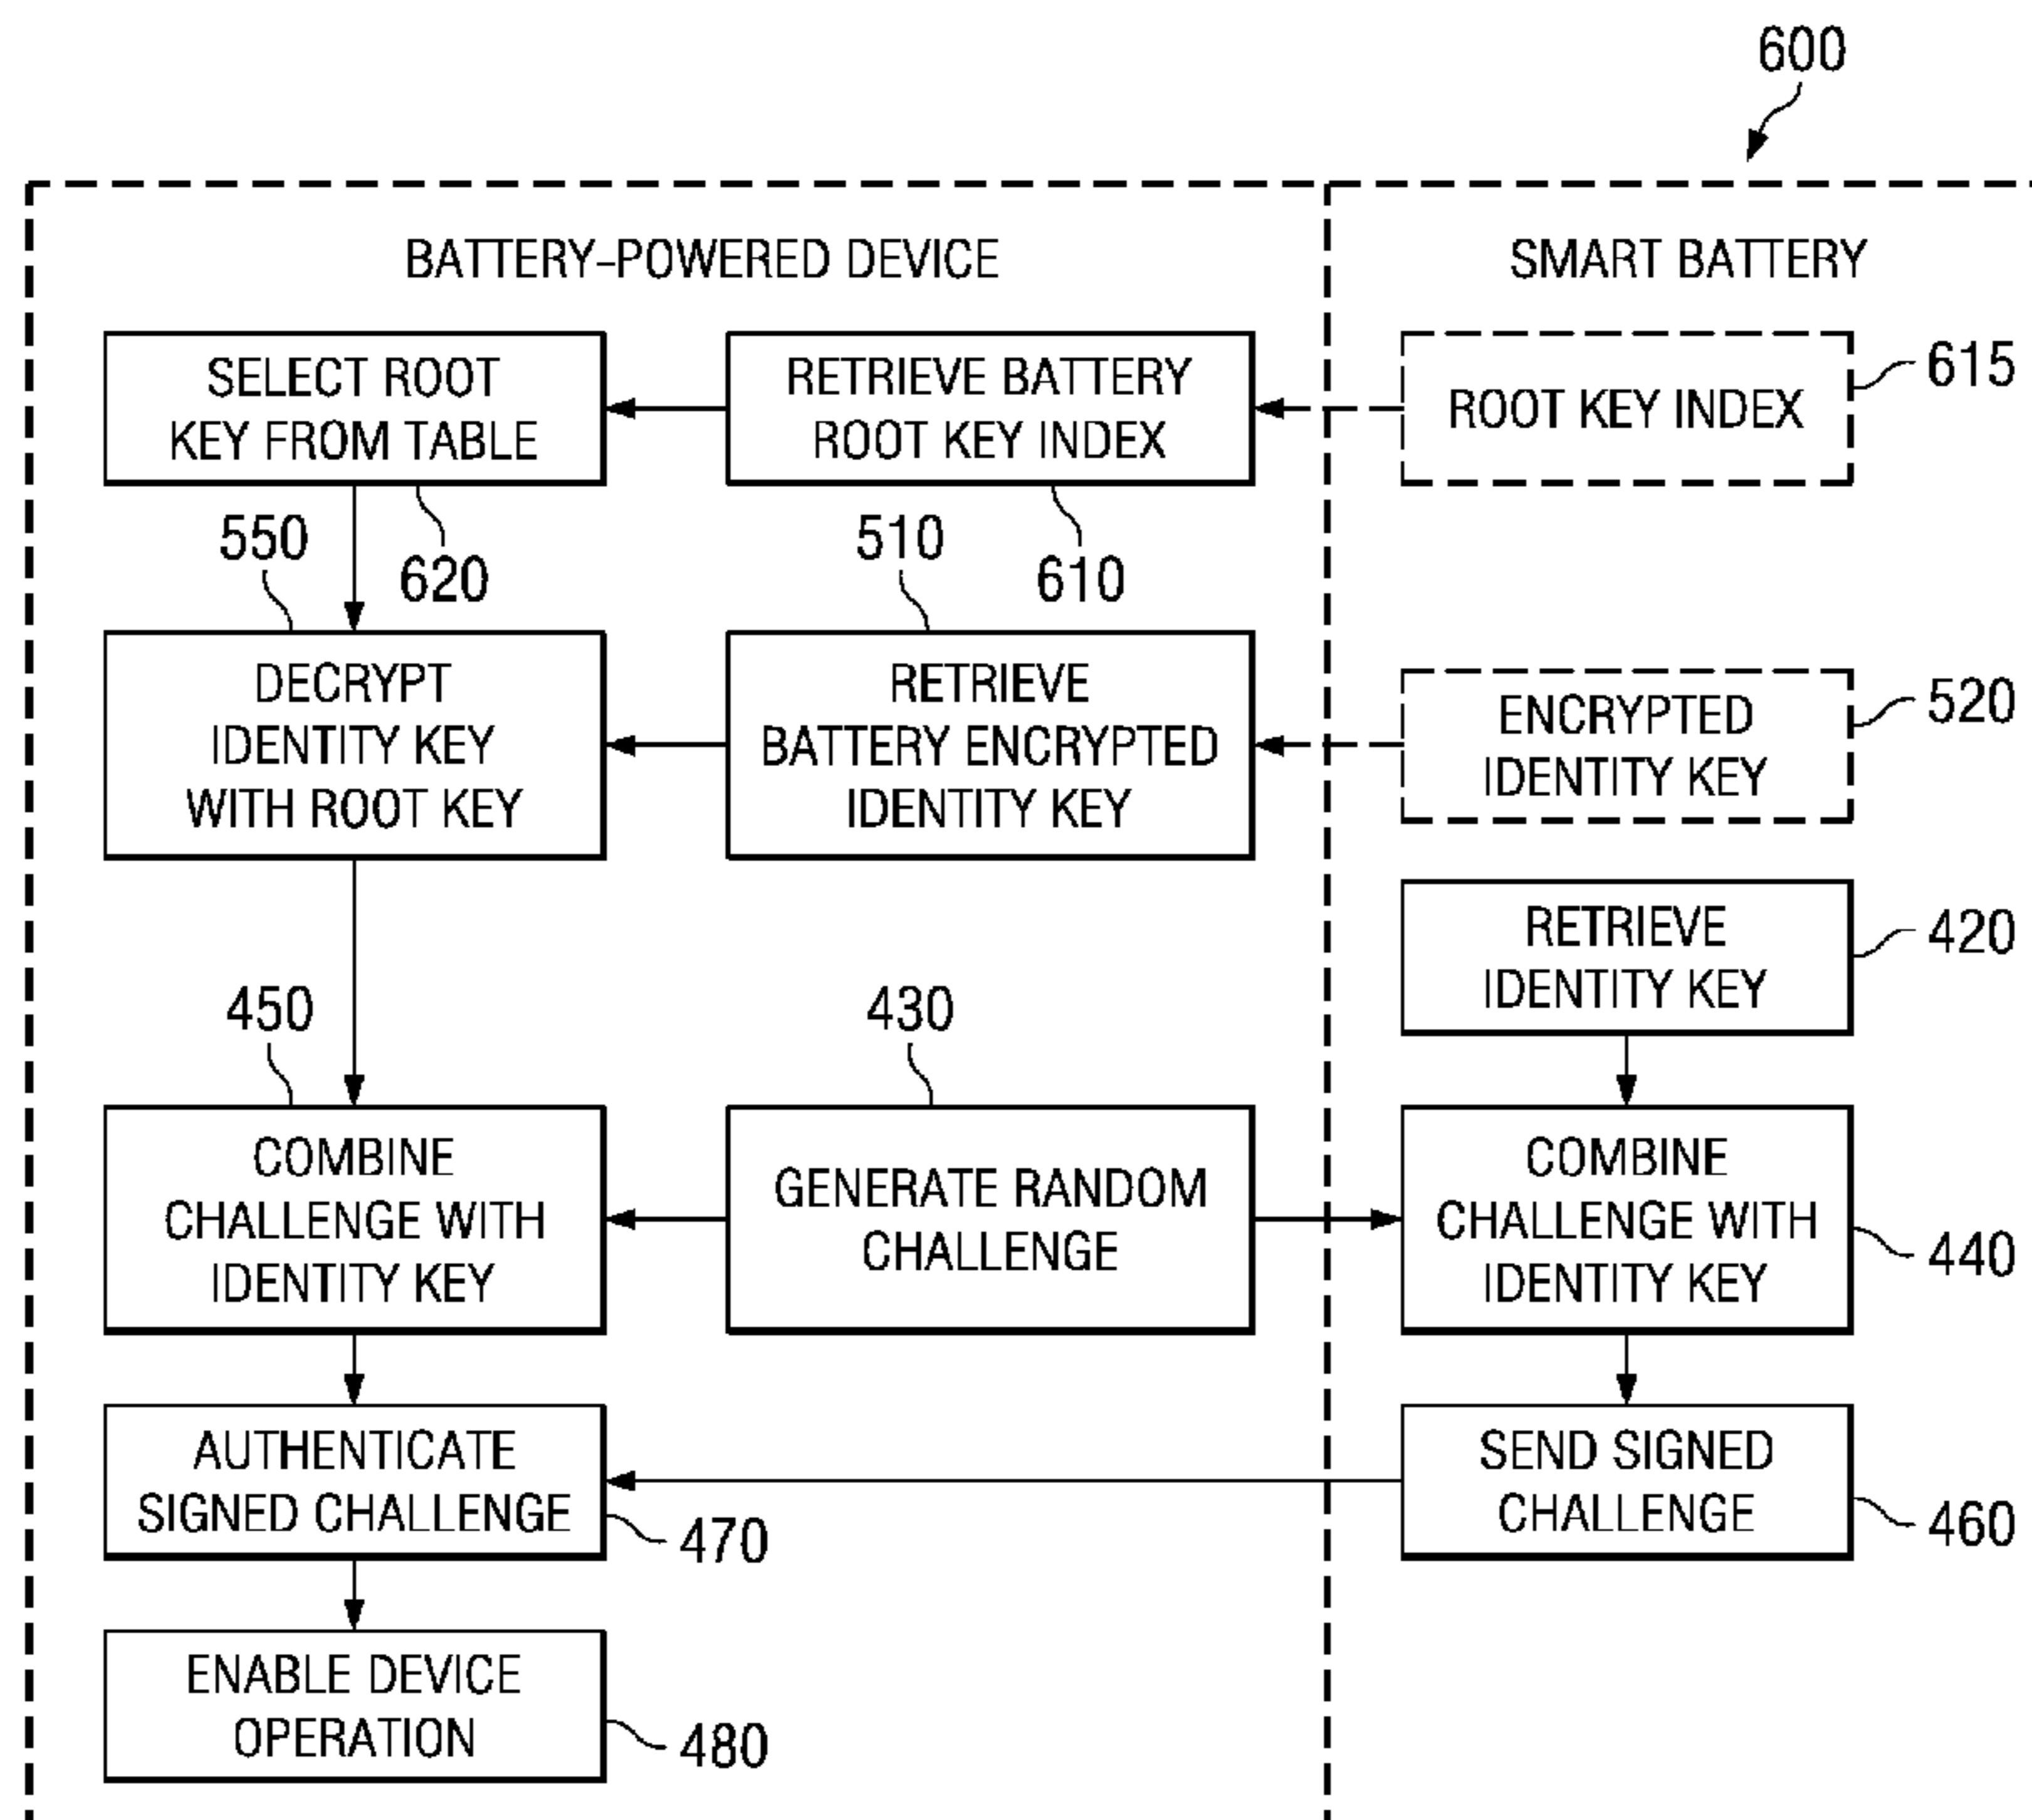 600
BATTERY-POWERED DEVICE
SMART BATTERY
SELECT ROOT
KEY FROM TABLE
RETRIEVE BATTERY
ROOT KEY INDEX
ROOT KEY INDEX
615
550
620
510
610
DECRYPT
IDENTITY KEY
WITH ROOT KEY
RETRIEVE
BATTERY ENCRYPTED
IDENTITY KEY
ENCRYPTED
IDENTITY KEY
520
RETRIEVE
IDENTITY KEY
420
450
430
COMBINE
CHALLENGE WITH
IDENTITY KEY
GENERATE RANDOM
CHALLENGE
COMBINE
CHALLENGE WITH
IDENTITY KEY
440
AUTHENTICATE
SIGNED CHALLENGE
470
SEND SIGNED
CHALLENGE
460
ENABLE DEVICE
OPERATION
480